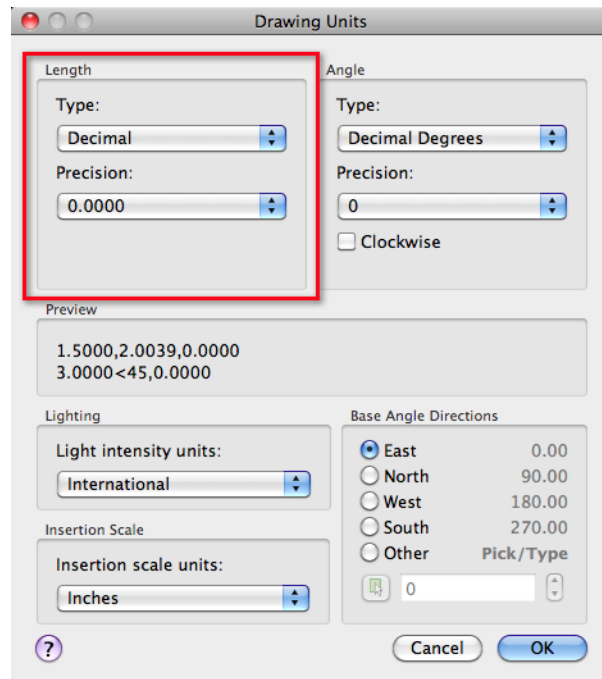 Drawing Units
Length
Type:
Decimal
Precision:
0.0000
Angle
Type:
Decimal Degrees
Precision:
0
Clockwise
Preview
1.5000,2.0039,0.0000
3.0000<45,0.0000
Lighting
Light intensity units:
International
Insertion Scale
Insertion scale units:
Inches
Base Angle Directions
East 0.00
North 90.00
West 180.00
South 270.00
Other Pick/Type
0
?
Cancel OK